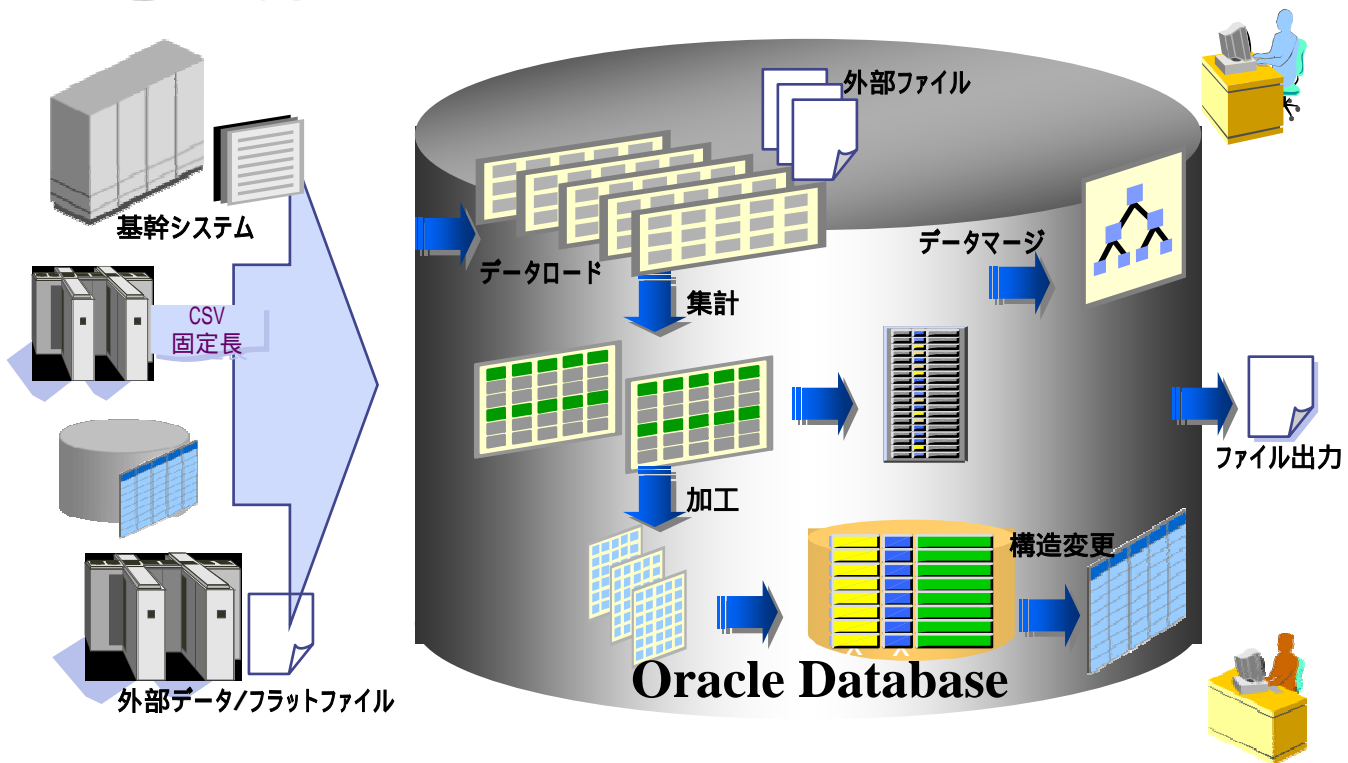 外部ファイル
基幹システム
データロード
データマージ
集計
CSV
固定長
ファイル出力
加工
構造変更
Oracle Database
外部データ/フラットファイル